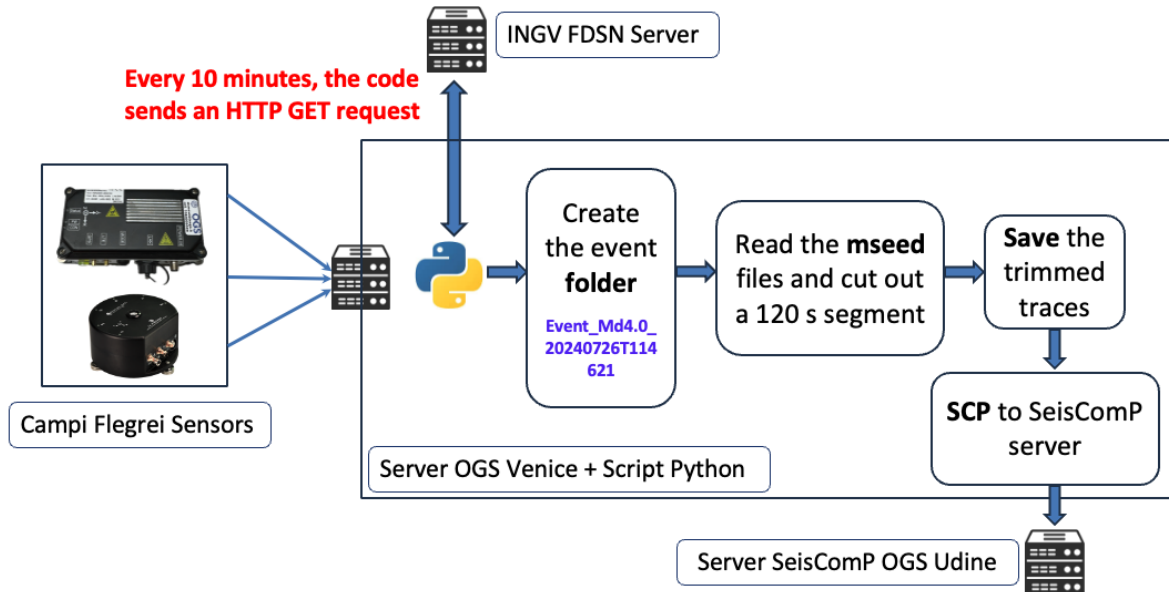 INGV FDSN Server
Every 10 minutes, the code
sends an HTTP GET request
OGS
Campi Flegrei Sensors
Create
the event
folder
Event_Md4.0_
20240726T114
621
Read the mseed
files and cut out
a 120 s segment
Save the
trimmed
traces
SCP to SeisComP
server
Server OGS Venice + Script Python
Server SeisComP OGS Udine